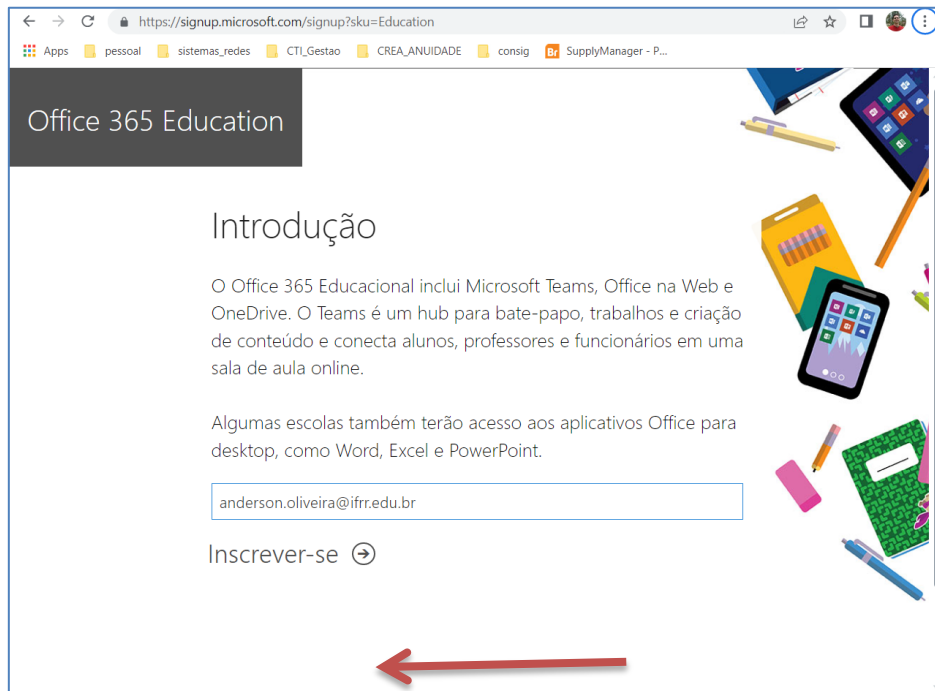 https://signup.microsoft.com/signup?sku=Education
Apps pessoal sistemas_redes CTI_Gestao CREA_ANUIDADE consig Br SupplyManager - P...
Office 365 Education
Introdução
O Office 365 Educacional inclui Microsoft Teams, Office na Web e
OneDrive. O Teams é um hub para bate-papo, trabalhos e criação
de conteúdo e conecta alunos, professores e funcionários em uma
sala de aula online.
Algumas escolas também terão acesso aos aplicativos Office para
desktop, como Word, Excel e PowerPoint.
anderson.oliveira@ifrr.edu.br
Inscrever-se